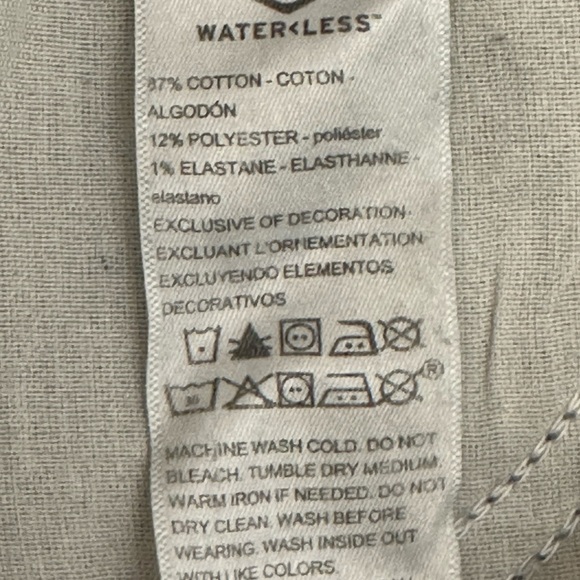 WATER<LESS™
87% COTTON - COTON -
ALGODÓN
12% POLYESTER - poliéster
1% ELASTANE - ELASTHANNE -
elastano
EXCLUSIVE OF DECORATION-
EXCLUANT L'ORNEMENTATION
EXCLUYENDO ELEMENTOS
DECORATIVOS
®
30
MACHINE WASH COLD. DO NOT
BLEACH. TUMBLE DRY MEDIUM.
WARM IRON IF NEEDED. DO NOT
DRY CLEAN. WASH BEFORE
WEARING. WASH INSIDE OUT
WITH LIKE COLORS.